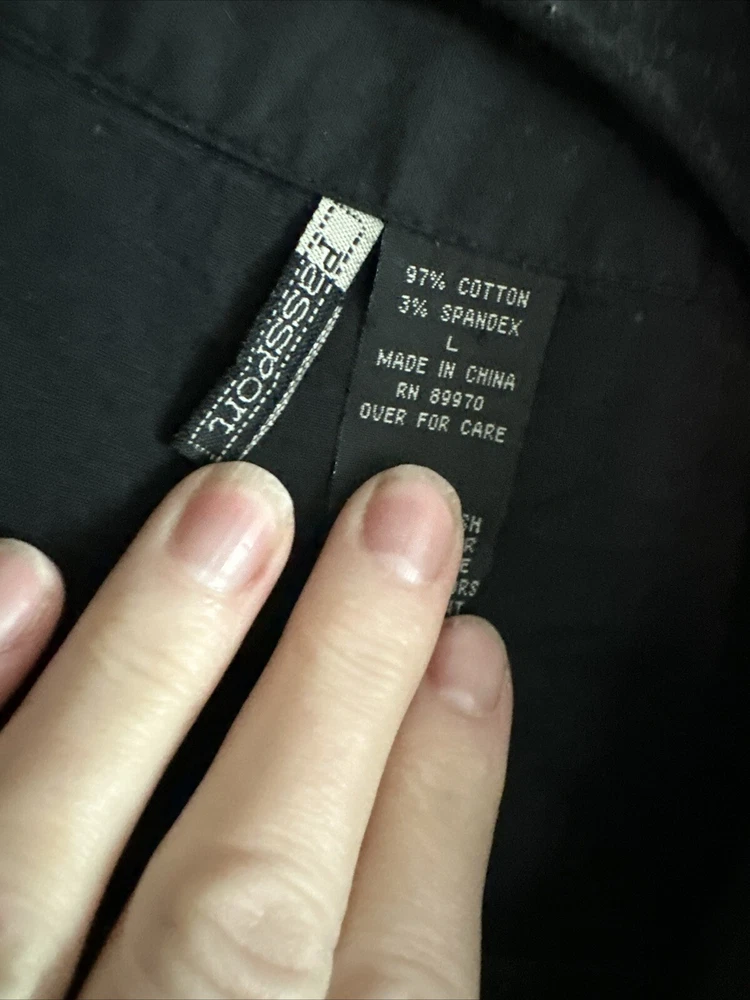 Passport
97% COTTON
3% SPANDEX
L
MADE IN CHINA
RN 89970
OVER FOR CARE